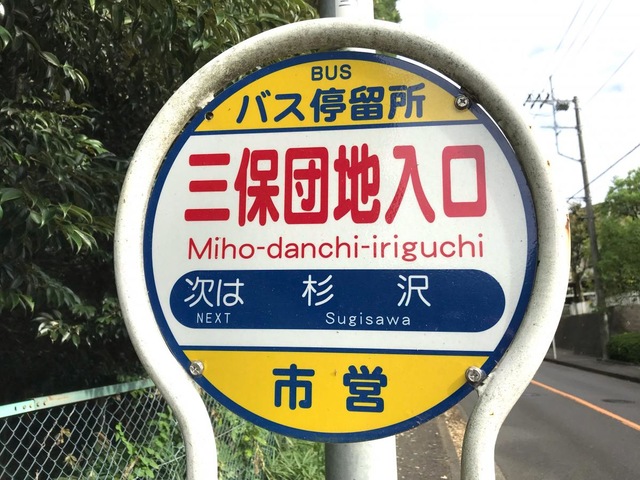 BUS
バス停留所
三保団地入口
Miho-danchi-iriguchi
次は 杉沢
NEXT Sugisawa
市営